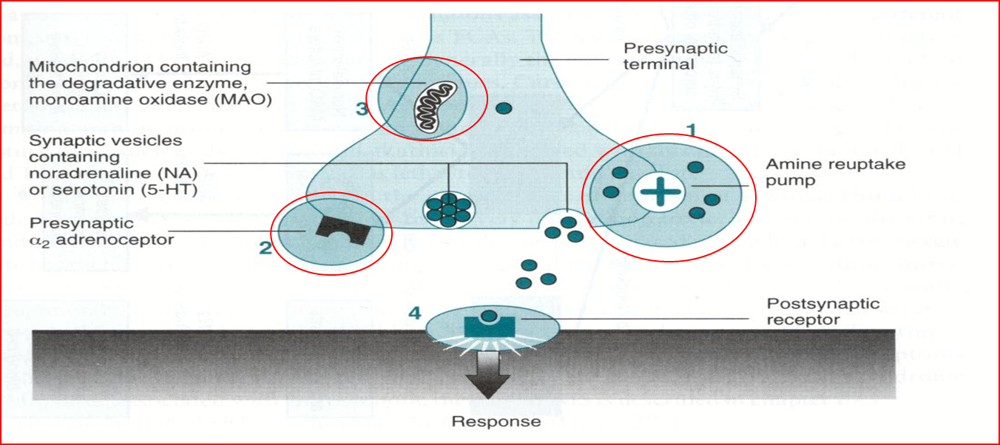 Mitochondrion containing
the degradative enzyme,
monoamine oxidase (MAO)
3
Presynaptic
terminal
1
Synaptic vesicles
containing
noradrenaline (NA)
or serotonin (5-HT)
Amine reuptake
pump
Presynaptic
α₂ adrenoceptor
2
4
Postsynaptic
receptor
Response